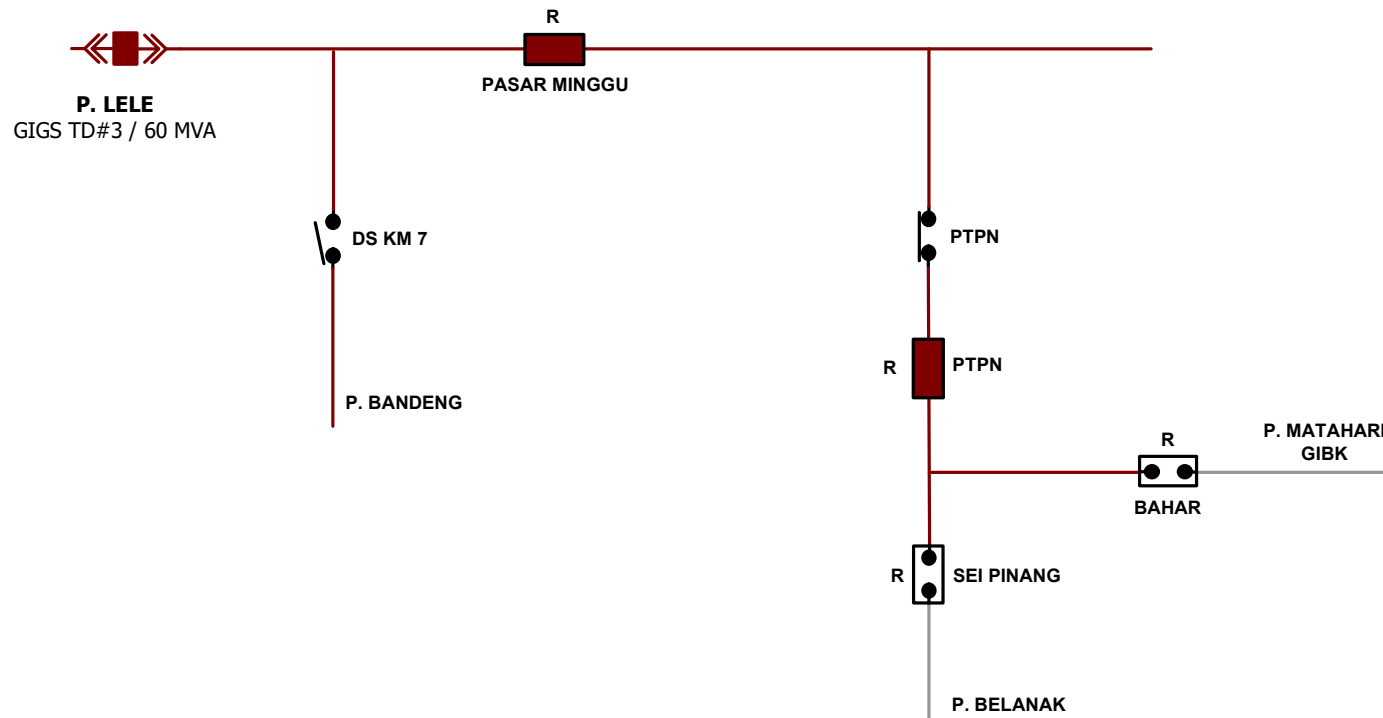 R
PASAR MINGGU
P. LELE
GIGS TD#3 / 60 MVA
DS KM 7
PTPN
R
PTPN
P. BANDENG
R
P. MATAHARI
GIBK
BAHAR
R
SEI PINANG
P. BELANAK